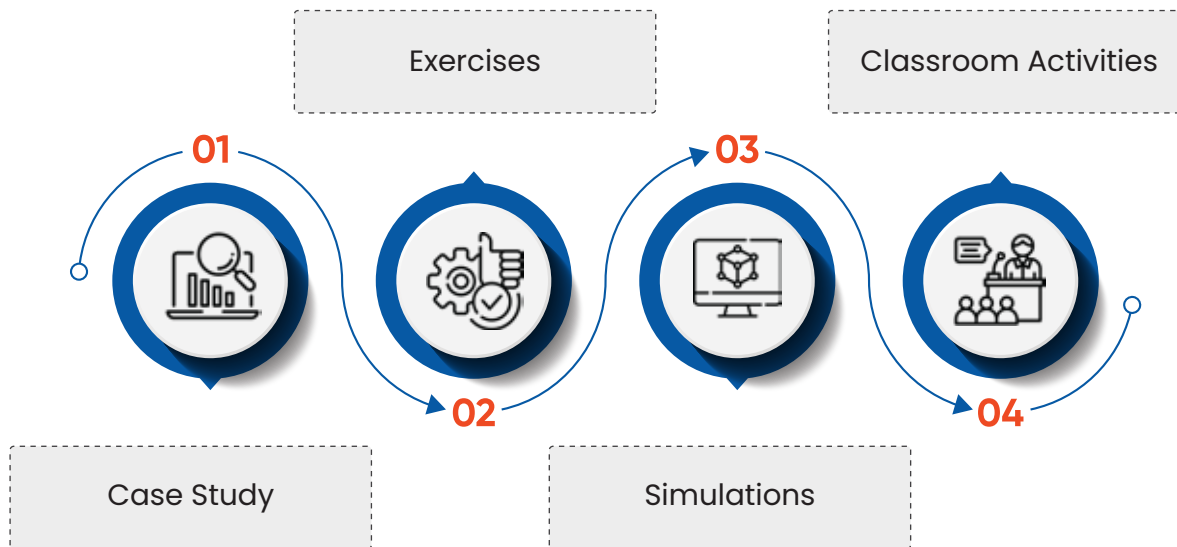 Exercises
Classroom Activities
01
03
02
04
Case Study
Simulations